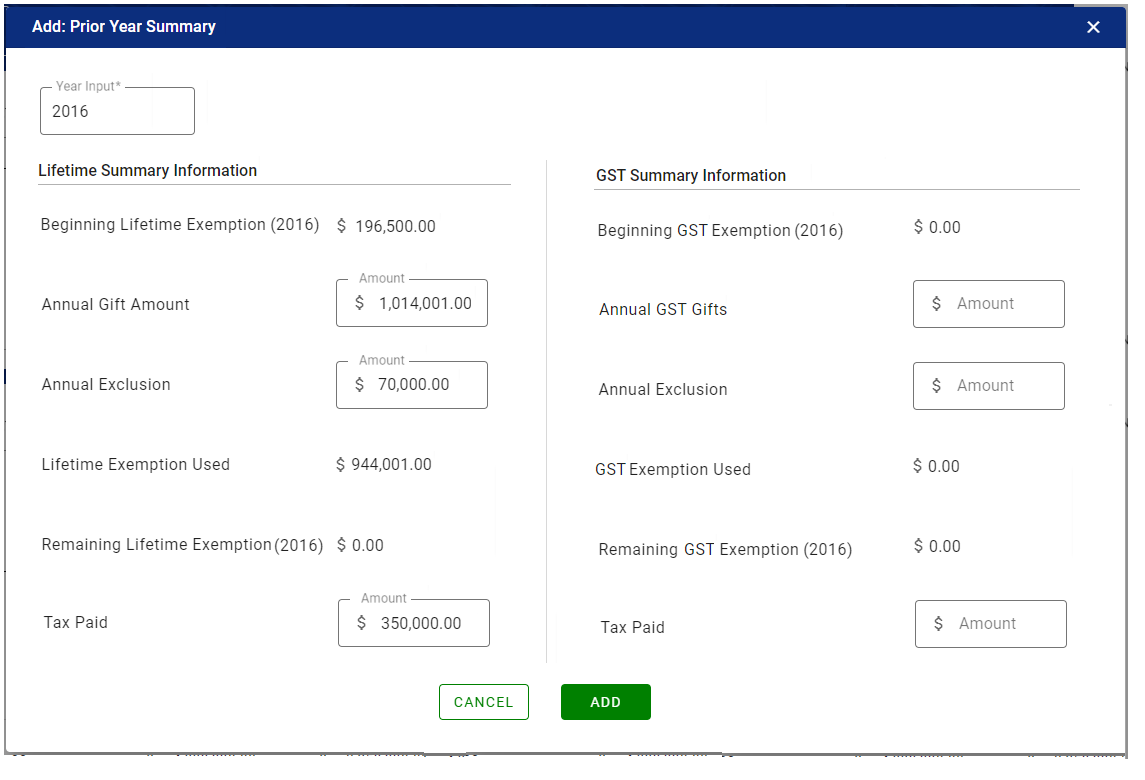 Add: Prior Year Summary
Year Input*
2016
Lifetime Summary Information
Beginning Lifetime Exemption (2016) $ 196,500.00
Amount
Annual Gift Amount $ 1,014,001.00
Amount
Annual Exclusion $ 70,000.00
Lifetime Exemption Used $ 944,001.00
Remaining Lifetime Exemption (2016) $ 0.00
Amount
Tax Paid $ 350,000.00
GST Summary Information
Beginning GST Exemption (2016) $ 0.00
Annual GST Gifts $ Amount
Annual Exclusion $ Amount
GST Exemption Used $ 0.00
Remaining GST Exemption (2016) $ 0.00
Tax Paid $ Amount
CANCEL
ADD